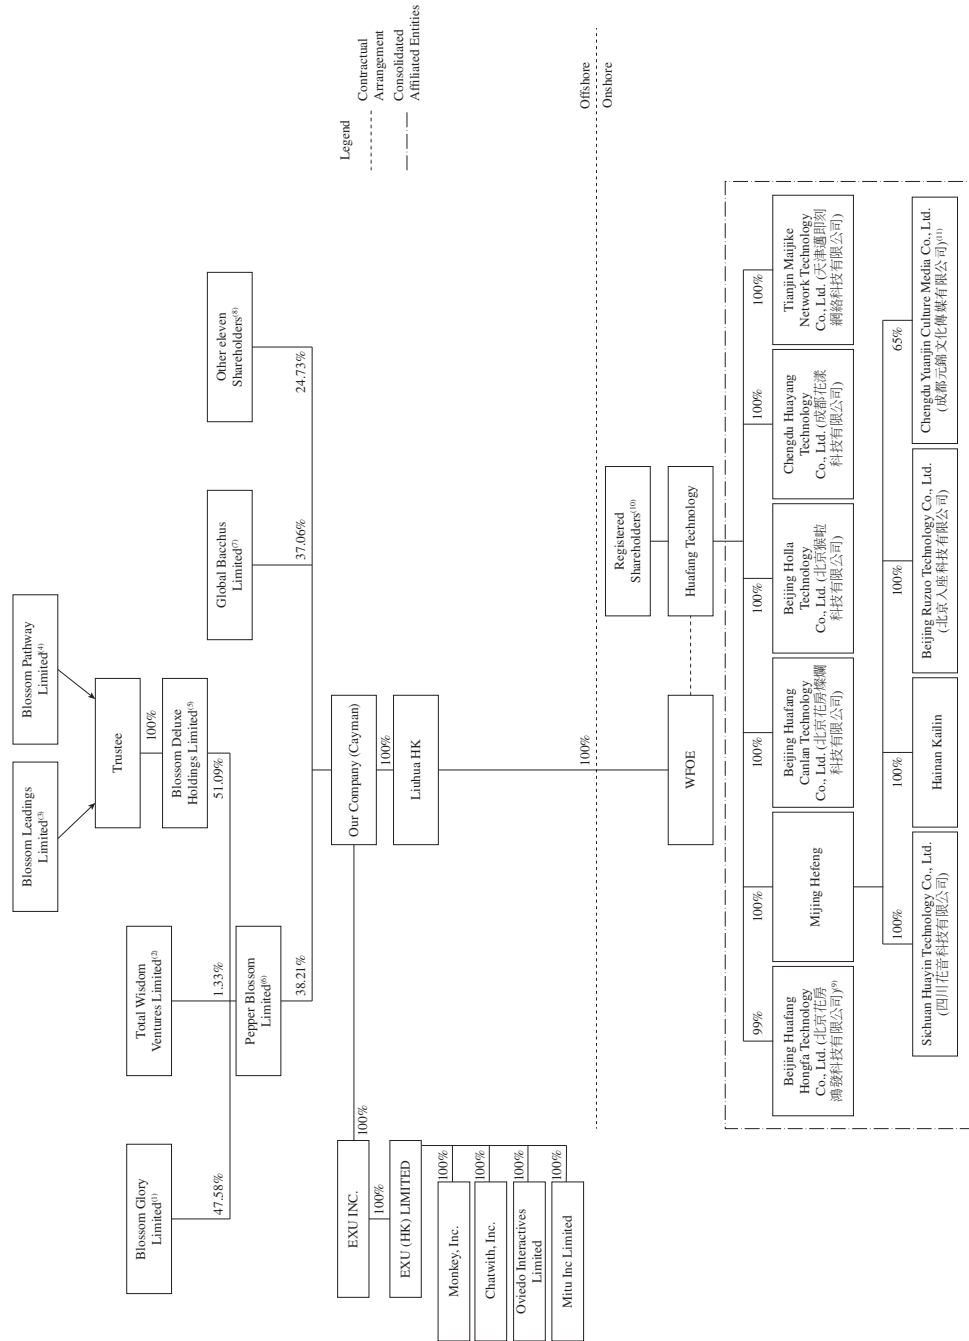 Blossom Leadings
Limited(3)
Blossom Pathway
Limited(4)
Trustee
100%
Blossom Glory
Limited(1)
Total Wisdom
Ventures Limited(2)
Blossom Deluxe
Holdings Limited(5)
47.58%
1.33%
51.09%
Pepper Blossom
Limited(6)
Global Bacchus
Limited(7)
Other eleven
Shareholders(8)
38.21%
37.06%
24.73%
EXU INC.
100%
Our Company (Cayman)
100%
100%
EXU (HK) LIMITED
Liuhua HK
Legend
Contractual
Arrangement
Consolidated
Affiliated Entities
100%
Monkey, Inc.
100%
Chatwith, Inc.
100%
Oviedo Interactives
Limited
100%
Mitu Inc Limited
100%
Offshore
Onshore
Registered
Shareholders(10)
WFOE
Huafang Technology
99%
100%
100%
100%
100%
100%
Beijing Huafang
Hongfa Technology
Co., Ltd. (北京花房
鴻發科技有限公司)(9)
Mijing Hefeng
Beijing Huafang
Canlan Technology
Co., Ltd. (北京花房燦爛
科技有限公司)
Beijing Holla
Technology
Co., Ltd. (北京猴啦
科技有限公司)
Chengdu Huayang
Technology
Co., Ltd. (成都花漾
科技有限公司)
Tianjin Maijike
Network Technology
Co., Ltd. (天津邁即刻
網絡科技有限公司)
100%
100%
100%
65%
Sichuan Huayin Technology Co., Ltd.
(四川花音科技有限公司)
Hainan Kailin
Beijing Ruzuo Technology Co., Ltd.
(北京入座科技有限公司)
Chengdu Yuanjin Culture Media Co., Ltd.
(成都元錦文化傳媒有限公司)(11)